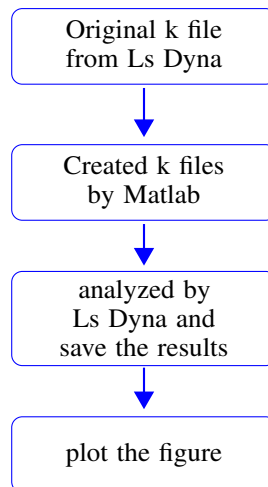 Original k file
from Ls Dyna
Created k files
by Matlab
analyzed by
Ls Dyna and
save the results
plot the figure